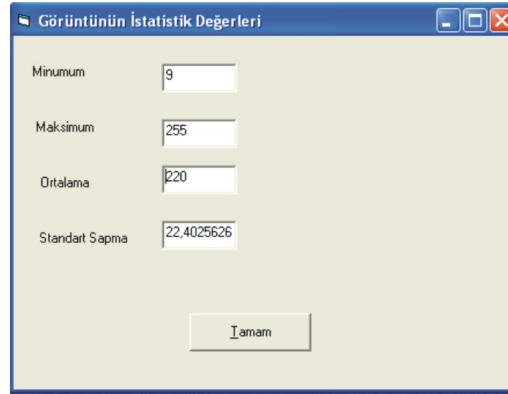 Görüntünün İstatistik Değerleri
Minumum 9
Maksimum 255
Ortalama 220
Standart Sapma 22,4025626
Tamam